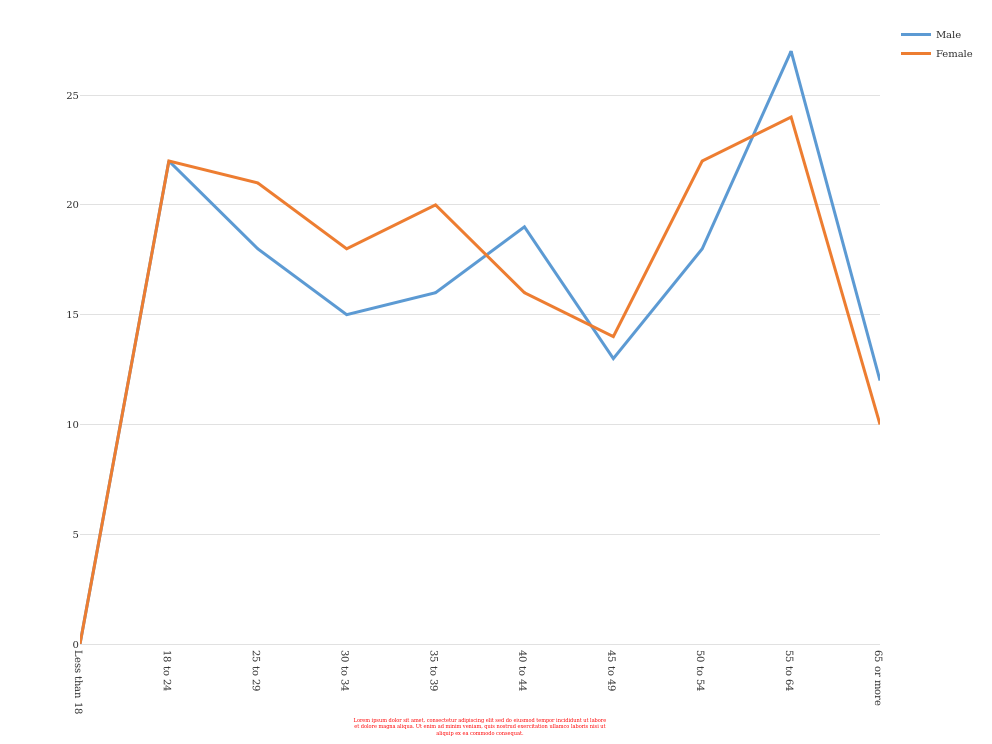 Male
Female
25
20
15
10
5
0
Less than 18
18 to 24
25 to 29
30 to 34
35 to 39
40 to 44
45 to 49
50 to 54
55 to 64
65 or more
Lorem ipsum dolor sit amet, consectetur adipiscing elit sed do eiusmod tempor incididunt ut labore
et dolore magna aliqua. Ut enim ad minim veniam, quis nostrud exercitation ullamco laboris nisi ut
aliquip ex ea commodo consequat.